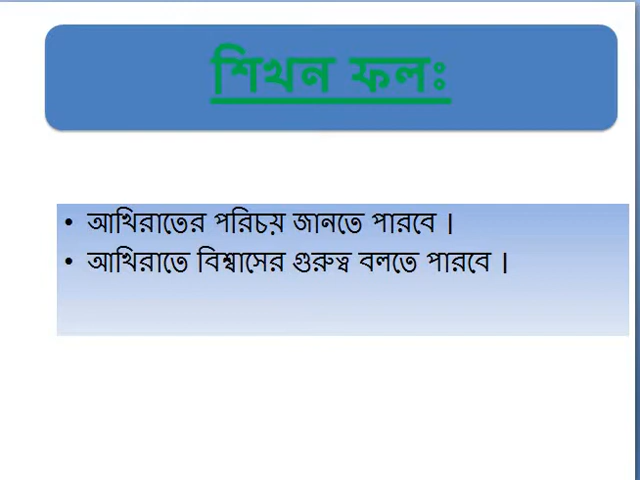 শিখন ফলঃ
• আখিরাতের পরিচয় জানতে পারবে ।
• আখিরাতে বিশ্বাসের গুরুত্ব বলতে পারবে ।